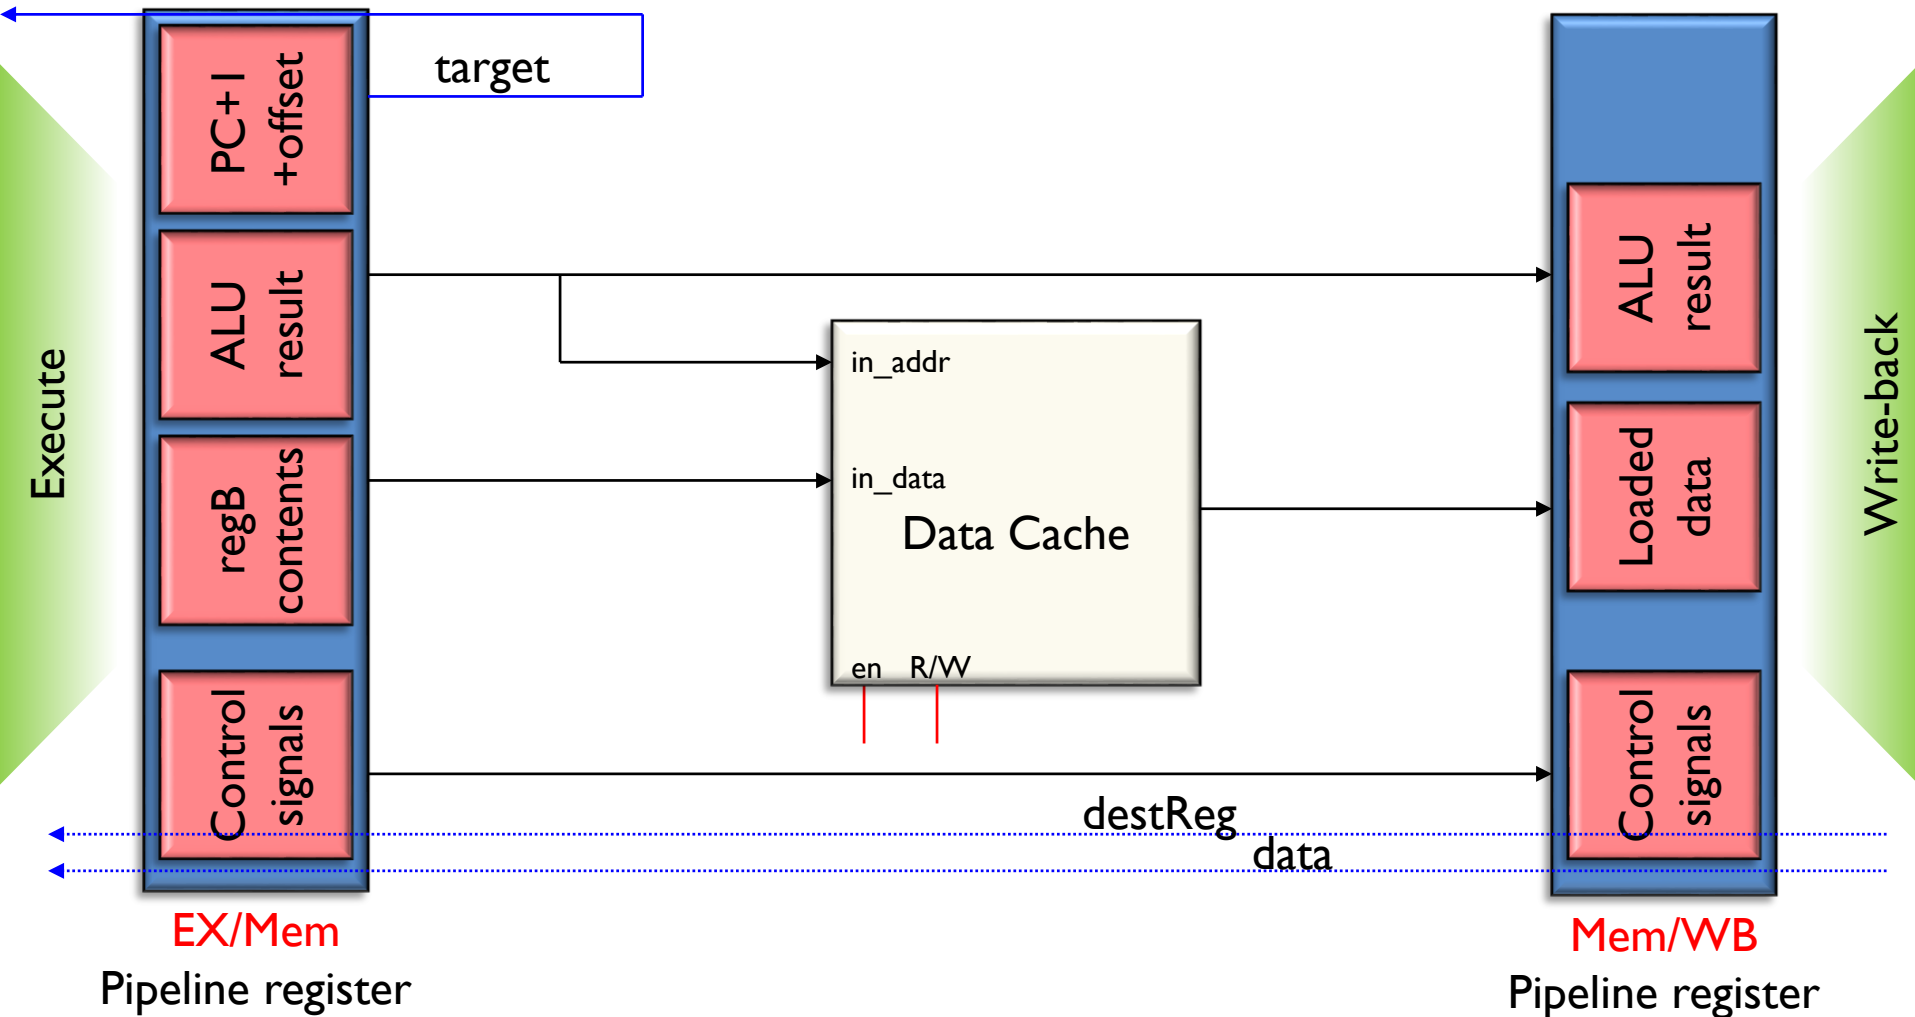 target
Execute
PC+1
+offset
ALU
result
regB
contents
Control
signals
in_addr
in_data
Data Cache
en R/W
ALU
result
Loaded
data
Control
signals
Write-back
destReg
data
EX/Mem
Pipeline register
Mem/WB
Pipeline register